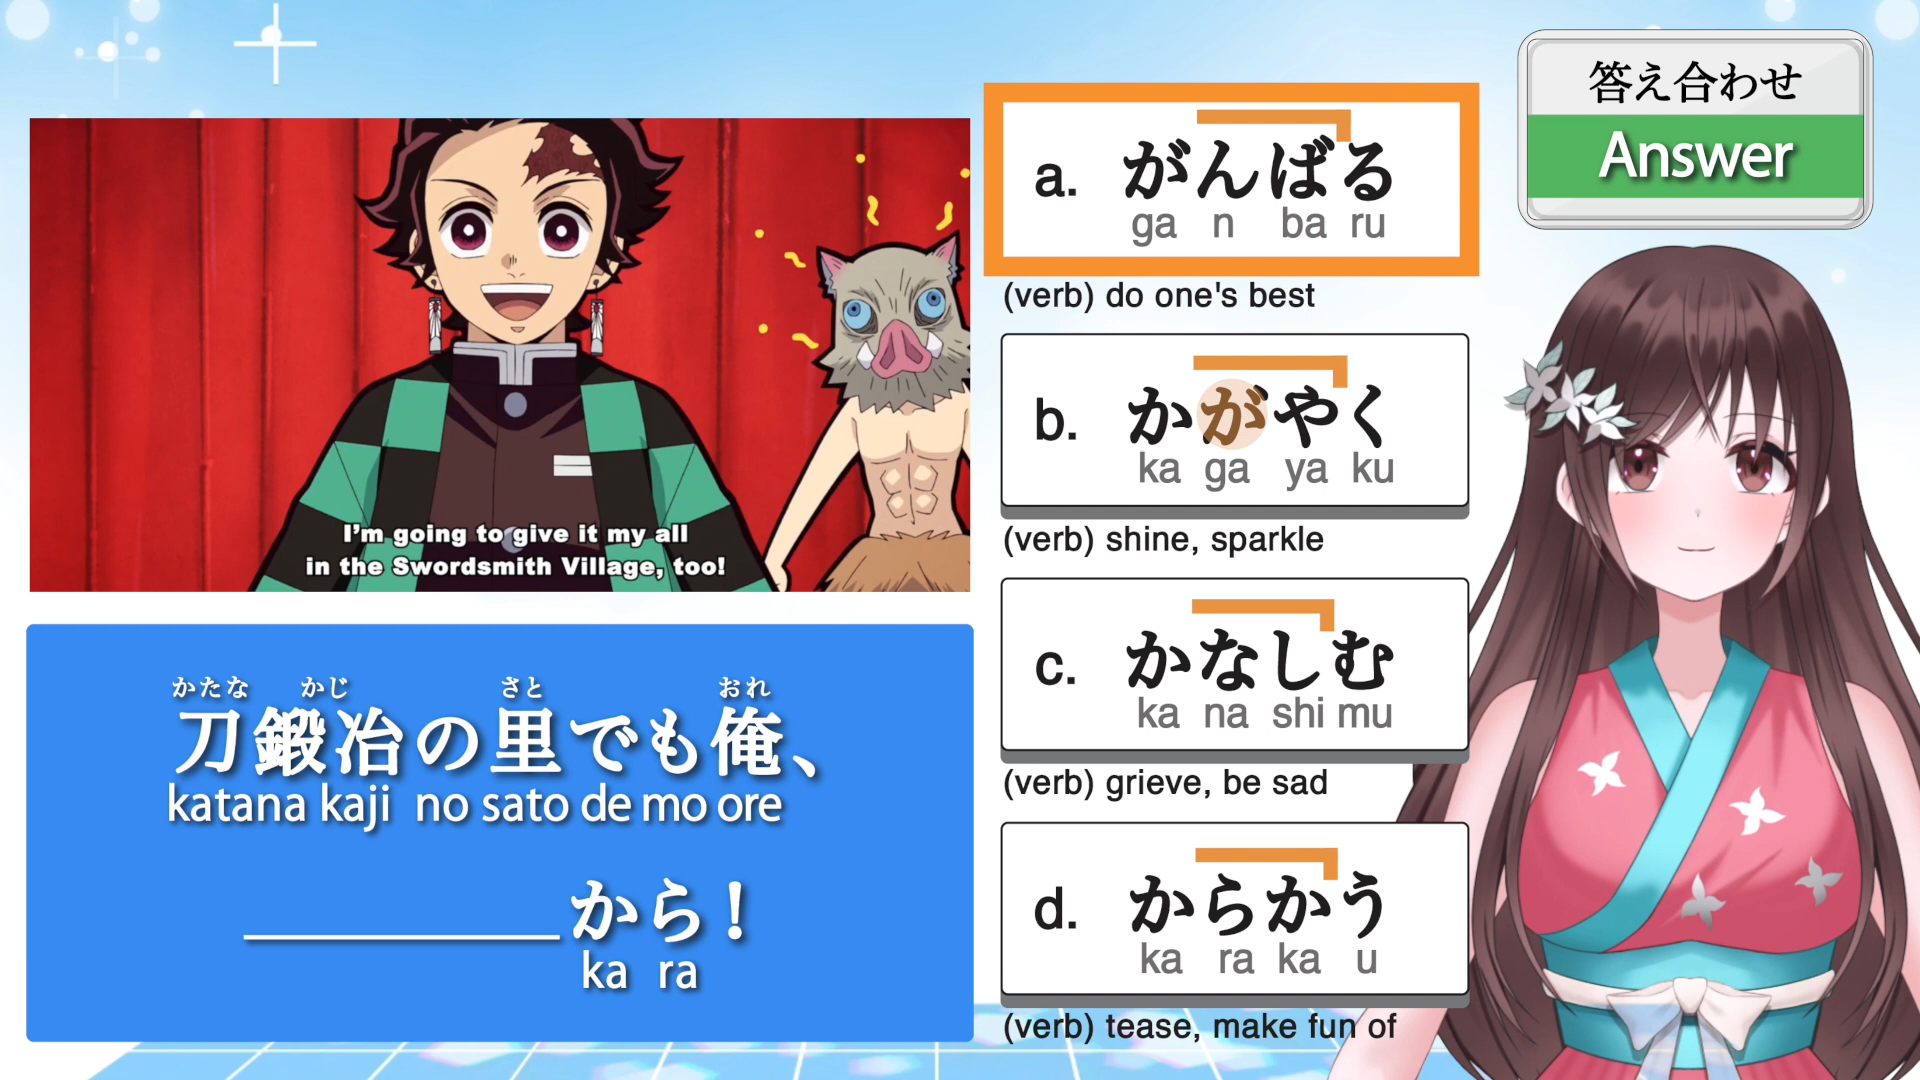 I'm going to give it my all
in the Swordsmith Village, too!
かたな かじ さと おれ
刀鍛冶の里でも俺、
katana kaji no sato de mo ore
から！
ka ra
a. がんばる
ga n ba ru
(verb) do one's best
b. かがやく
ka ga ya ku
(verb) shine, sparkle
c. かなしむ
ka na shi mu
(verb) grieve, be sad
d. からかう
ka ra ka u
(verb) tease, make fun of
答え合わせ
Answer